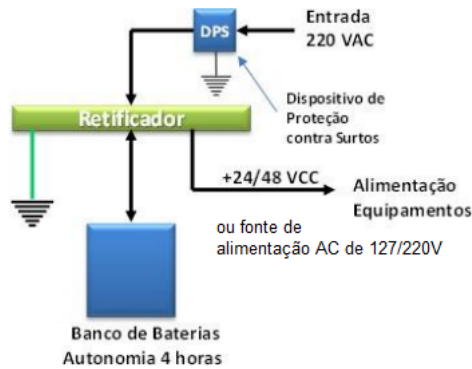 DPS
Entrada
220 VAC
Dispositivo de
Proteção
contra Surtos
Retificador
+24/48 VCC
Alimentação
Equipamentos
ou fonte de
alimentação AC de 127/220V
Banco de Baterias
Autonomia 4 horas